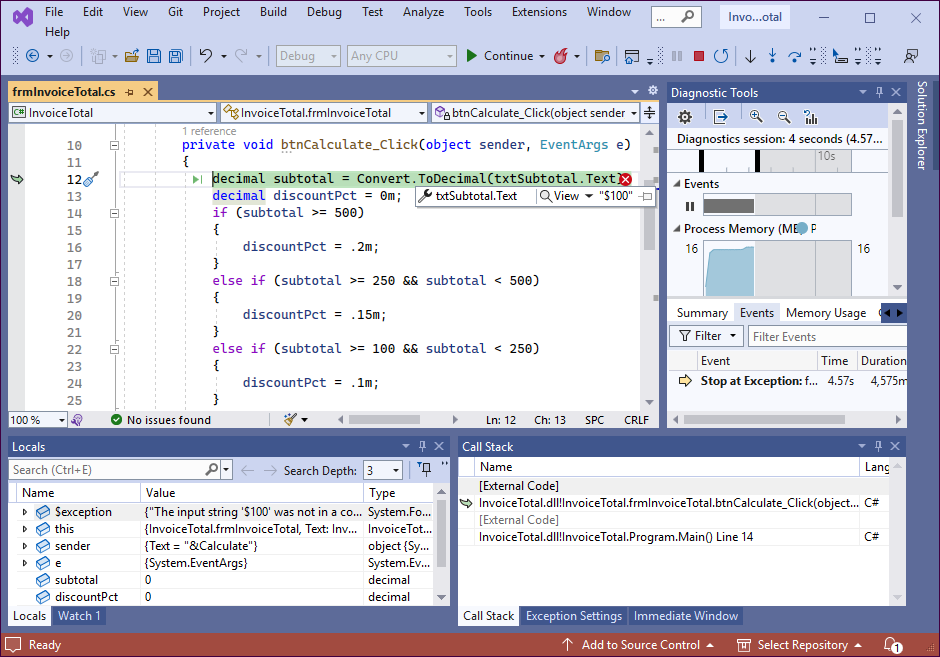 File Edit View Git Project Build Debug Test Analyze Tools Extensions Window ... Invo...otal
Help
Debug Any CPU Continue
frmInvoiceTotal.cs
C# InvoiceTotal InvoiceTotal.frmInvoiceTotal btnCalculate_Click(object sender
1 reference
10 private void btnCalculate_Click(object sender, EventArgs e)
11 {
12 decimal subtotal = Convert.ToDecimal(txtSubtotal.Text)
13 decimal discountPct = 0m;
txtSubtotal.Text View "$100"
14 if (subtotal >= 500)
15 {
16 discountPct = .2m;
17 }
18 else if (subtotal >= 250 && subtotal < 500)
19 {
20 discountPct = .15m;
21 }
22 else if (subtotal >= 100 && subtotal < 250)
23 {
24 discountPct = .1m;
25 }
100 % No issues found Ln: 12 Ch: 13 SPC CRLF
Diagnostic Tools
Diagnostics session: 4 seconds (4.57...
10s
Events
Process Memory (MB P
16 16
Summary Events Memory Usage
Filter Filter Events
Event Time Duration
Stop at Exception: f... 4.57s 4,575m
Solution Explorer
Locals
Search (Ctrl+E) Search Depth: 3
Name Value Type
$exception {"The input string '$100' was not in a co... System.Fo...
this {InvoiceTotal.frmInvoiceTotal, Text: Inv... InvoiceTot...
sender {Text = "&Calculate"} object {Sy...
e {System.EventArgs} System.Ev...
subtotal 0 decimal
discountPct 0 decimal
Locals Watch 1
Call Stack
Name Lang
[External Code]
InvoiceTotal.dll!InvoiceTotal.frmInvoiceTotal.btnCalculate_Click(object... C#
[External Code]
InvoiceTotal.dll!InvoiceTotal.Program.Main() Line 14 C#
Call Stack Exception Settings Immediate Window
Ready Add to Source Control Select Repository 1